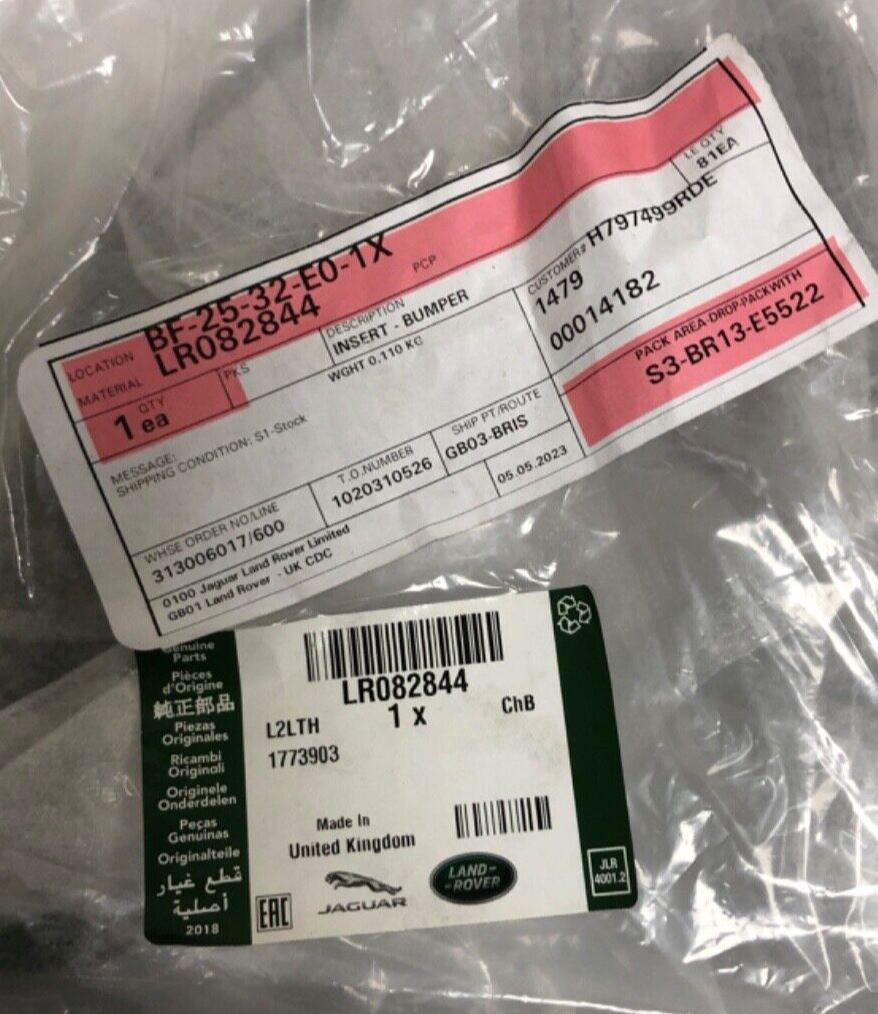 LOCATION BF-25-32-E0-1X PCP
MATERIAL LR082844
LE QTY
81EA
QTY
1 ea
PKS
DESCRIPTION
INSERT - BUMPER
WGHT 0.110 KG
CUSTOMER# H797499RDE
1479
00014182
MESSAGE:
SHIPPING CONDITION: S1-Stock
PACK AREA-DROP-PACKWITH
S3-BR13-E5522
WHSE ORDER NO/LINE
313006017/600
T.O.NUMBER
1020310526
SHIP PT/ROUTE
GB03-BRIS
05.05.2023
0100 Jaguar Land Rover Limited
GB01 Land Rover - UK CDC
Genuine
Parts
Pièces
d'Origine
純正部品
Piezas
Originales
Ricambi
Originali
Originele
Onderdelen
Peças
Genuínas
Originalteile
قطع غيار
أصلية
2018
LR082844
1 x
L2LTH
ChB
1773903
Made In
United Kingdom
EAC
JAGUAR
LAND-
-ROVER
JLR
4001.2